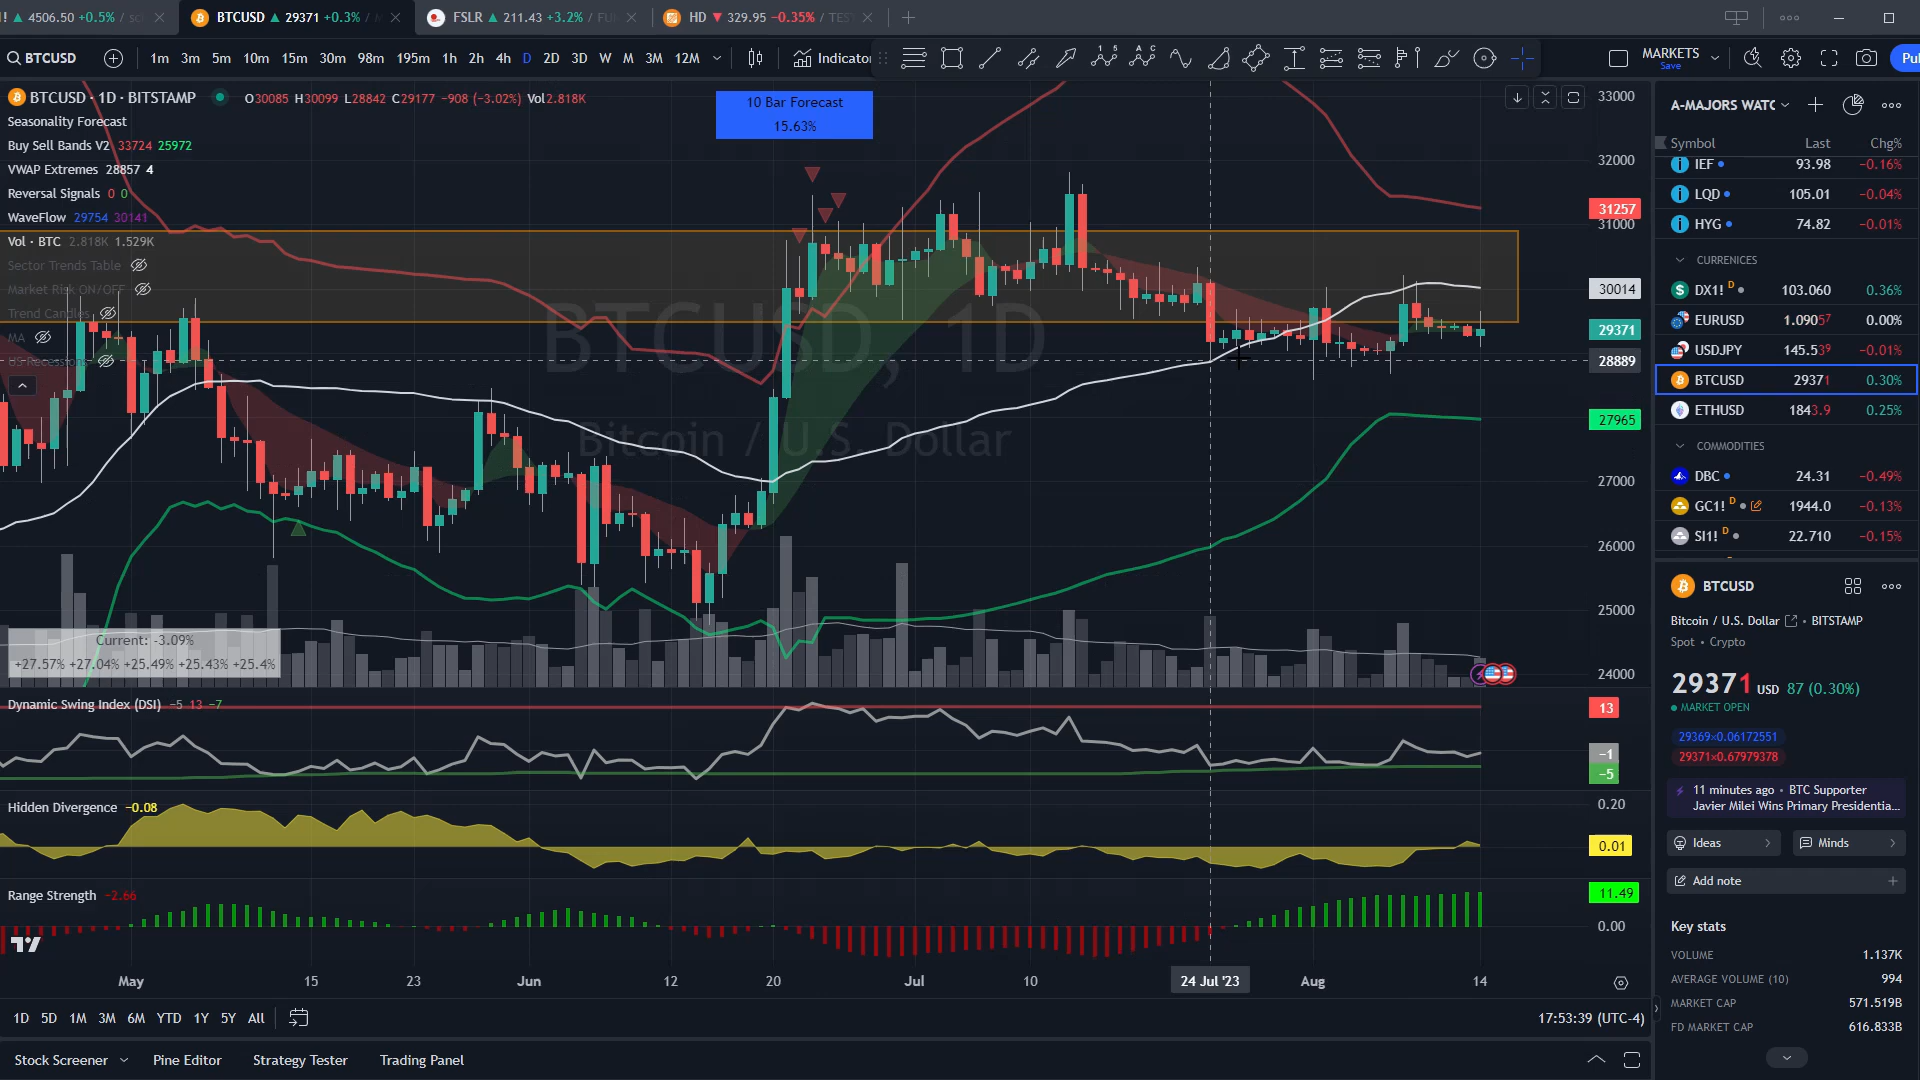 4506.50 +0.5% /
BTCUSD ▲ 29371 +0.3% /
FSLR ▲ 211.43 +3.2% / FU
HD ▼ 329.95 −0.35% / TES
BTCUSD
1m 3m 5m 10m 15m 30m 98m 195m 1h 2h 4h D 2D 3D W M 3M 12M
Indicato
MARKETS
Save
Pu
BTCUSD · 1D · BITSTAMP
O30085 H30099 L28842 C29177 −908 (−3.02%) Vol2.818K
Seasonality Forecast
Buy Sell Bands V2 33724 25972
VWAP Extremes 28857 4
Reversal Signals 0 0
WaveFlow 29754 30141
Vol · BTC 2.818K 1.529K
Sector Trends Table
Market Risk ON/OFF
Trend Candles
MA
US Recessions
10 Bar Forecast
15.63%
BTCUSD, 1D
Bitcoin / U.S. Dollar
33000
32000
31257
31000
30014
29371
28889
27965
27000
26000
25000
24000
Current: -3.09%
+27.57% +27.04% +25.49% +25.43% +25.4%
Dynamic Swing Index (DSI) −5 13 −7
13
−1
−5
Hidden Divergence −0.08
0.20
0.01
Range Strength −2.66
11.49
0.00
May 15 23 Jun 12 20 Jul 10 24 Jul '23 Aug 14
1D 5D 1M 3M 6M YTD 1Y 5Y All
17:53:39 (UTC-4)
Stock Screener Pine Editor Strategy Tester Trading Panel
A-MAJORS WATC
Symbol Last Chg%
IEF 93.98 −0.16%
LQD 105.01 −0.04%
HYG 74.82 −0.01%
CURRENCES
DX1! D 103.060 0.36%
EURUSD 1.09057 0.00%
USDJPY 145.539 −0.01%
BTCUSD 29371 0.30%
ETHUSD 1843.9 0.25%
COMMODITIES
DBC 24.31 −0.49%
GC1! D 1944.0 −0.13%
SI1! D 22.710 −0.15%
BTCUSD
Bitcoin / U.S. Dollar • BITSTAMP
Spot • Crypto
29371 USD 87 (0.30%)
MARKET OPEN
29369×0.06172551
29371×0.67979378
11 minutes ago • BTC Supporter
Javier Milei Wins Primary Presidentia...
Ideas
Minds
Add note
Key stats
VOLUME 1.137K
AVERAGE VOLUME (10) 994
MARKET CAP 571.519B
FD MARKET CAP 616.833B